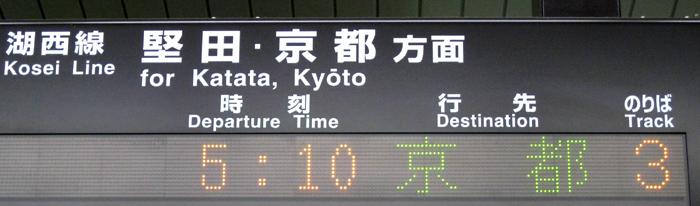 湖西線 堅田・京都方面
Kosei Line for Katata, Kyōto
時刻 行先 のりば
Departure Time Destination Track
5:10 京都 3